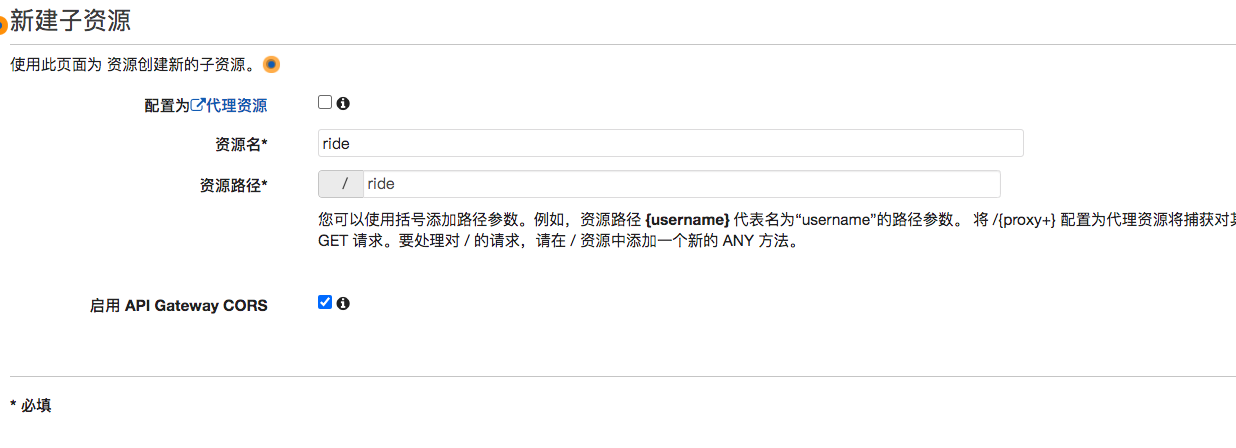 新建子资源
使用此页面为 资源创建新的子资源。
配置为代理资源
资源名* ride
资源路径* / ride
您可以使用括号添加路径参数。例如，资源路径 {username} 代表名为“username”的路径参数。 将 /{proxy+} 配置为代理资源将捕获对其
GET 请求。要处理对 / 的请求，请在 / 资源中添加一个新的 ANY 方法。
启用 API Gateway CORS
* 必填